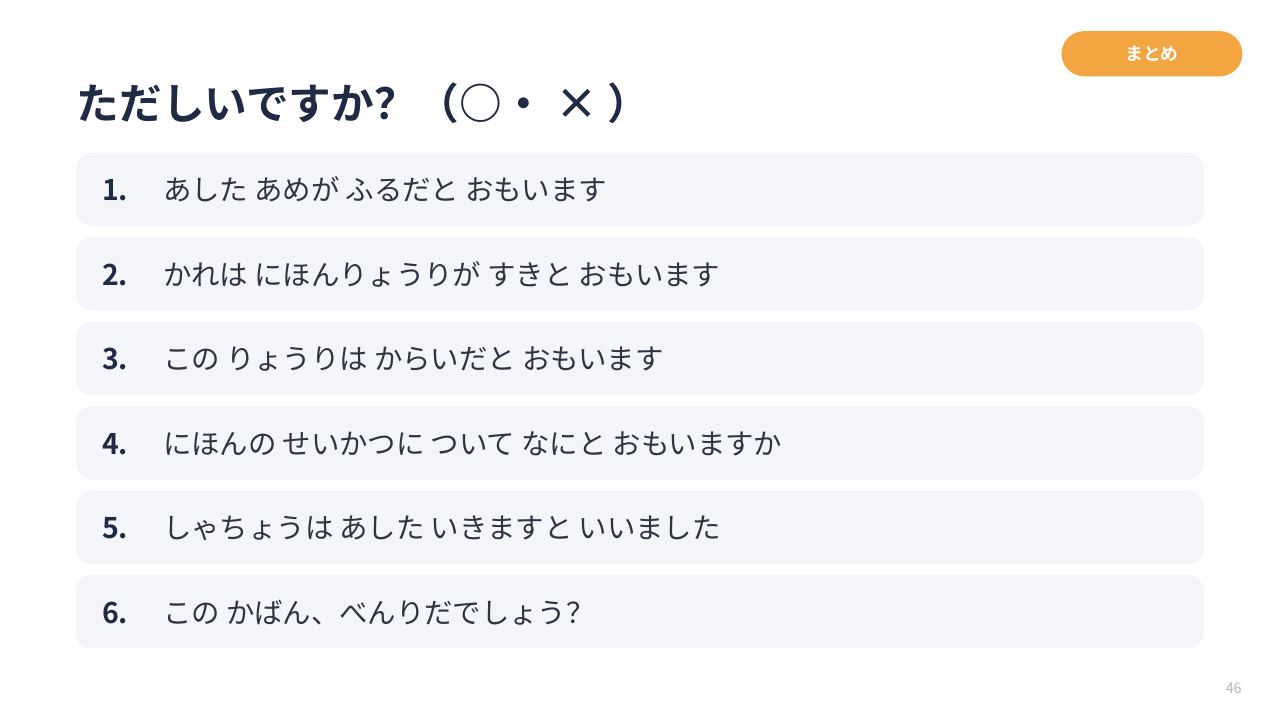 まとめ
ただしいですか？（○・×）
1. あした あめが ふるだと おもいます
2. かれは にほんりょうりが すきと おもいます
3. この りょうりは からいだと おもいます
4. にほんの せいかつに ついて なにと おもいますか
5. しゃちょうは あした いきますと いいました
6. この かばん、べんりだでしょう？
46